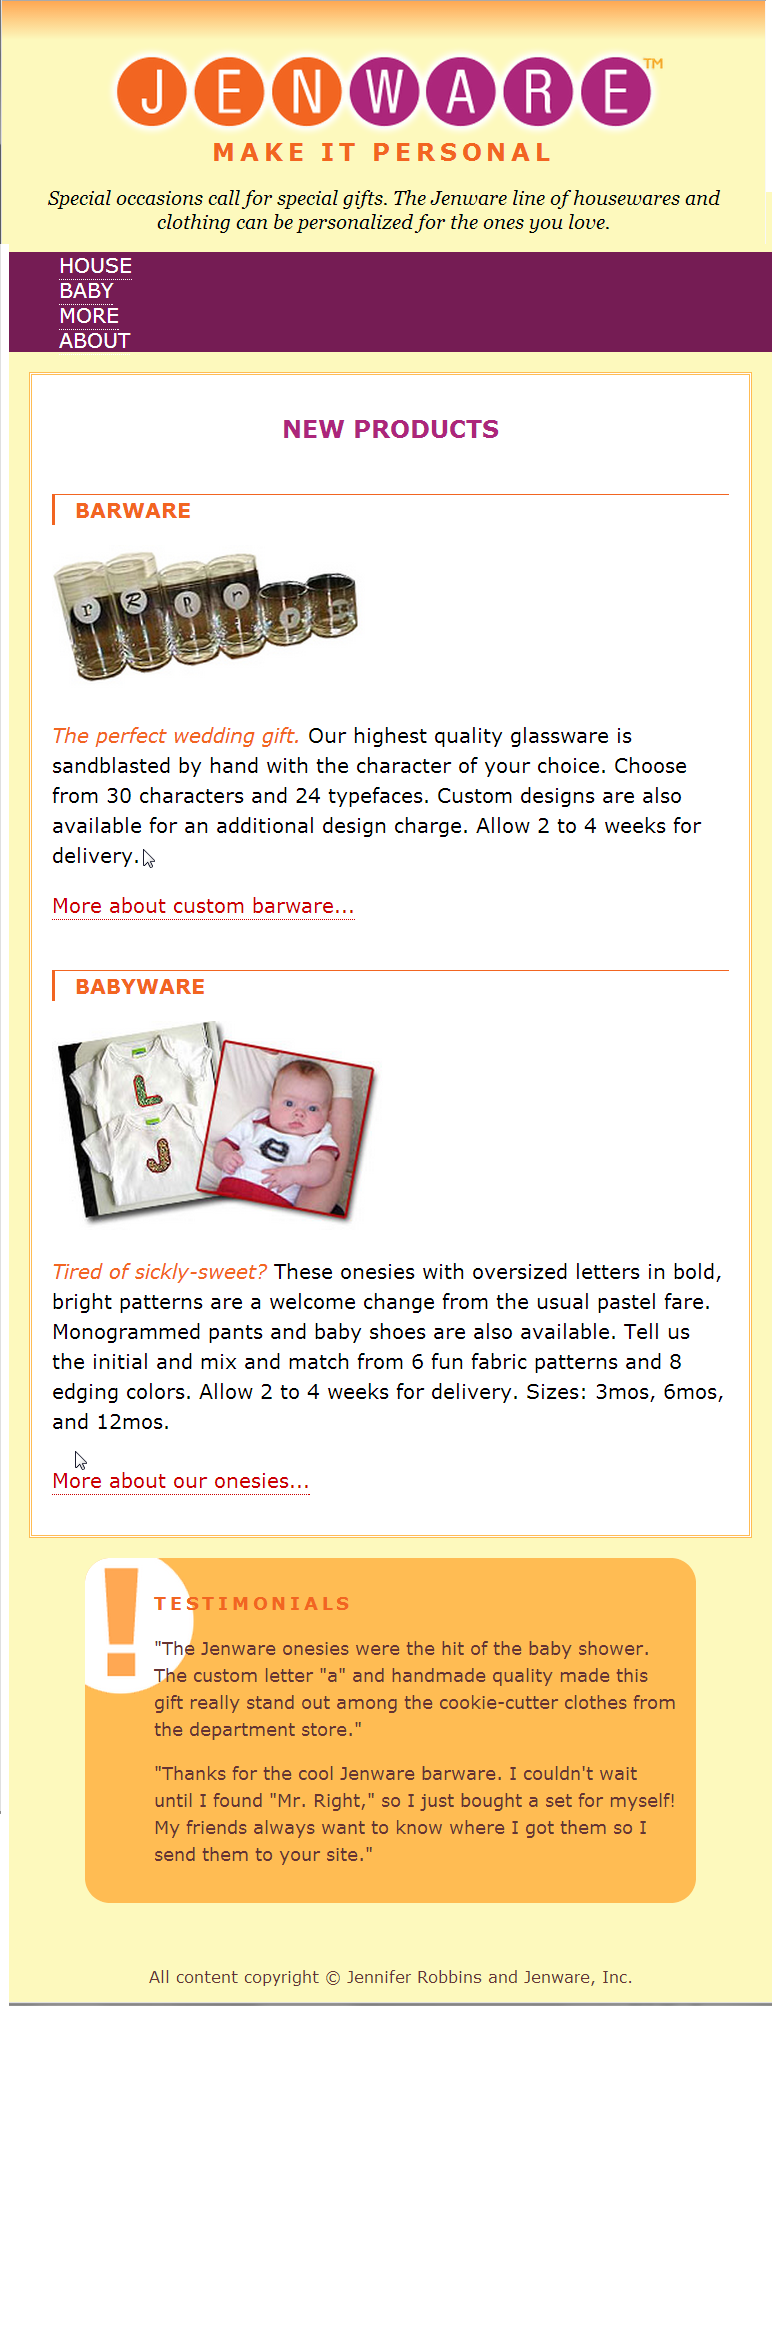 JENWARE™
MAKE IT PERSONAL
Special occasions call for special gifts. The Jenware line of housewares and
clothing can be personalized for the ones you love.
HOUSE
BABY
MORE
ABOUT
NEW PRODUCTS
BARWARE
r R R r r
The perfect wedding gift. Our highest quality glassware is
sandblasted by hand with the character of your choice. Choose
from 30 characters and 24 typefaces. Custom designs are also
available for an additional design charge. Allow 2 to 4 weeks for
delivery.
More about custom barware...
BABYWARE
L
J
e
Tired of sickly-sweet? These onesies with oversized letters in bold,
bright patterns are a welcome change from the usual pastel fare.
Monogrammed pants and baby shoes are also available. Tell us
the initial and mix and match from 6 fun fabric patterns and 8
edging colors. Allow 2 to 4 weeks for delivery. Sizes: 3mos, 6mos,
and 12mos.
More about our onesies...
!
TESTIMONIALS
"The Jenware onesies were the hit of the baby shower.
The custom letter "a" and handmade quality made this
gift really stand out among the cookie-cutter clothes from
the department store."
"Thanks for the cool Jenware barware. I couldn't wait
until I found "Mr. Right," so I just bought a set for myself!
My friends always want to know where I got them so I
send them to your site."
All content copyright © Jennifer Robbins and Jenware, Inc.